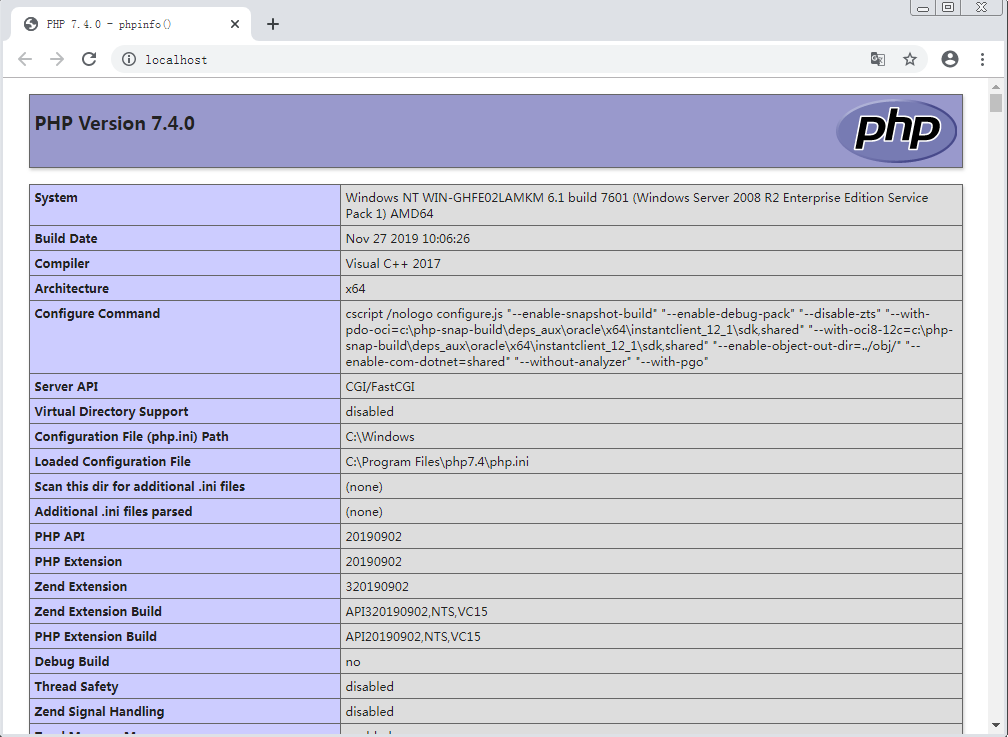 PHP 7.4.0 - phpinfo()
localhost
PHP Version 7.4.0
php
System
Windows NT WIN-GHFE02LAMKM 6.1 build 7601 (Windows Server 2008 R2 Enterprise Edition Service
Pack 1) AMD64
Build Date
Nov 27 2019 10:06:26
Compiler
Visual C++ 2017
Architecture
x64
Configure Command
cscript /nologo configure.js "--enable-snapshot-build" "--enable-debug-pack" "--disable-zts" "--with-
pdo-oci=c:\php-snap-build\deps_aux\oracle\x64\instantclient_12_1\sdk,shared" "--with-oci8-12c=c:\php-
snap-build\deps_aux\oracle\x64\instantclient_12_1\sdk,shared" "--enable-object-out-dir=../obj/" "--
enable-com-dotnet=shared" "--without-analyzer" "--with-pgo"
Server API
CGI/FastCGI
Virtual Directory Support
disabled
Configuration File (php.ini) Path
C:\Windows
Loaded Configuration File
C:\Program Files\php7.4\php.ini
Scan this dir for additional .ini files
(none)
Additional .ini files parsed
(none)
PHP API
20190902
PHP Extension
20190902
Zend Extension
320190902
Zend Extension Build
API320190902,NTS,VC15
PHP Extension Build
API20190902,NTS,VC15
Debug Build
no
Thread Safety
disabled
Zend Signal Handling
disabled